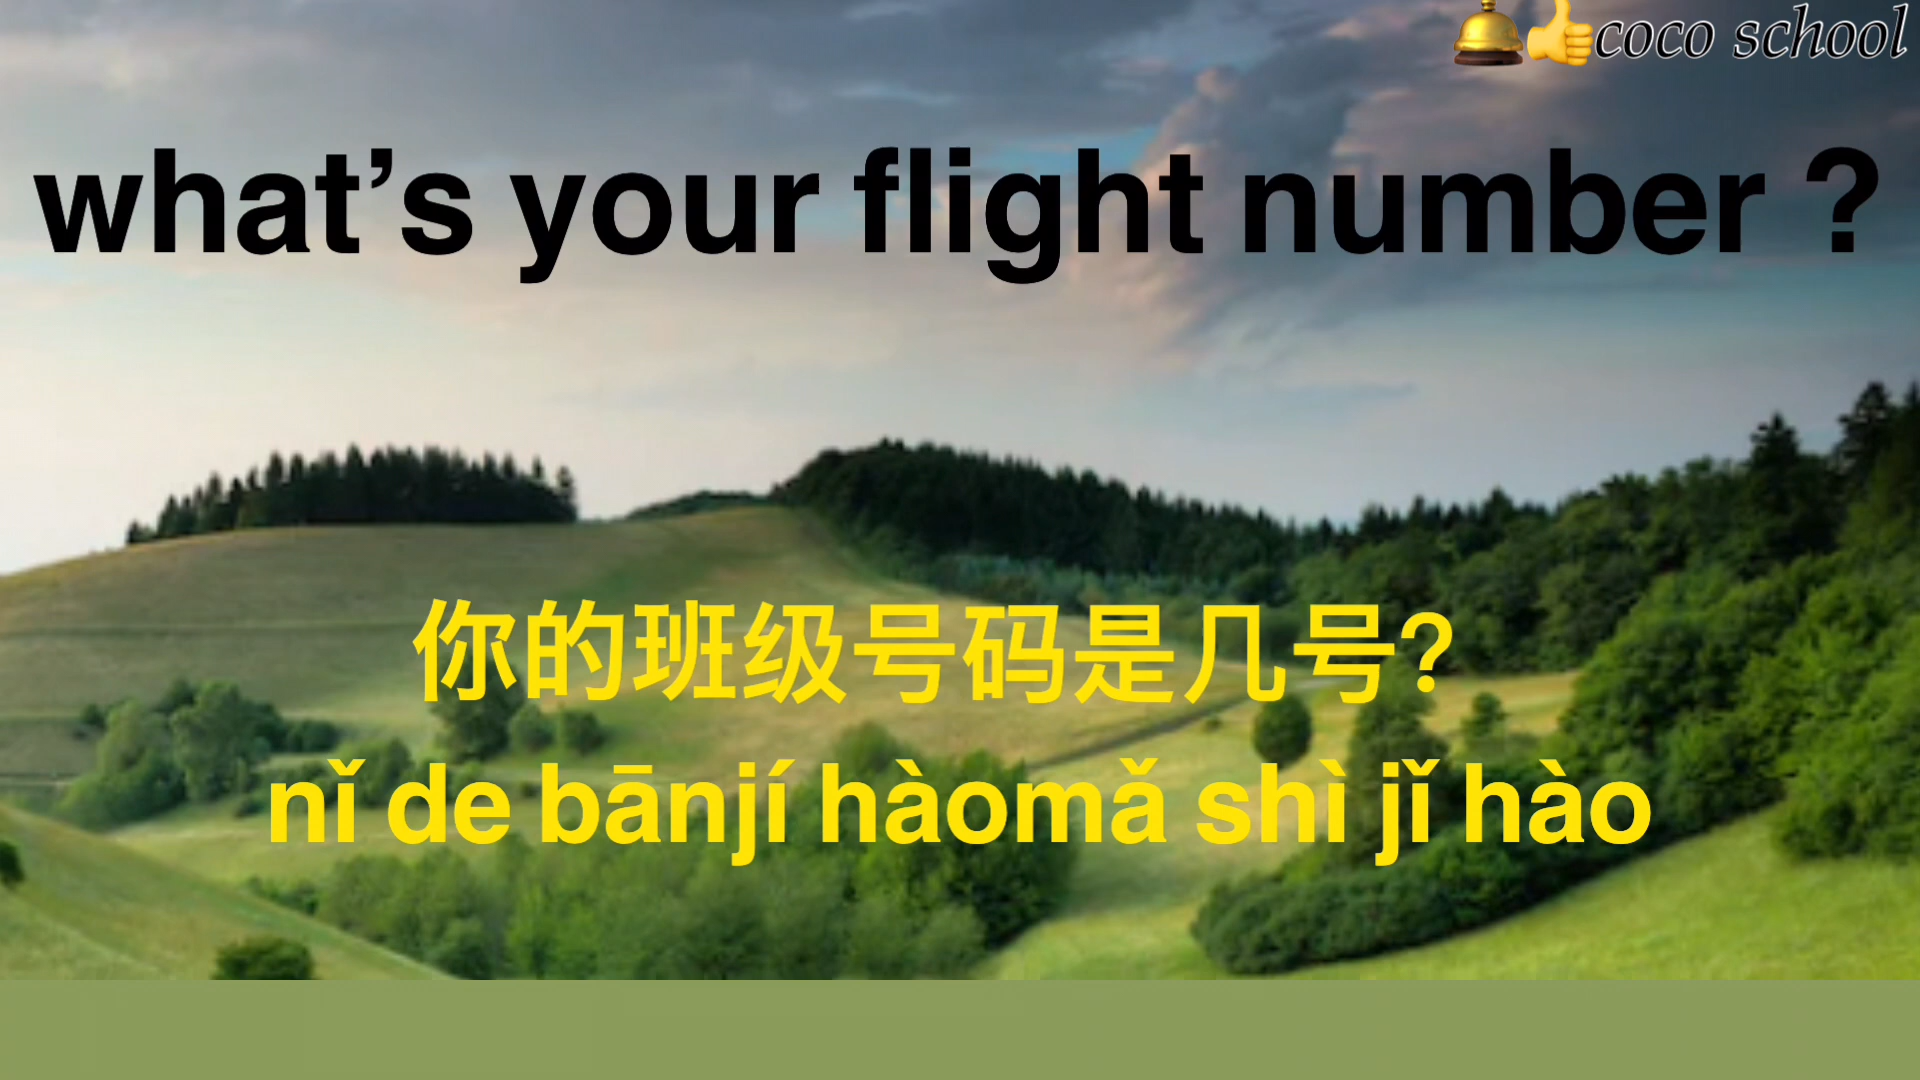 coco school
what’s your flight number ?
你的班级号码是几号?
nǐ de bānjí hàomǎ shì jǐ hào